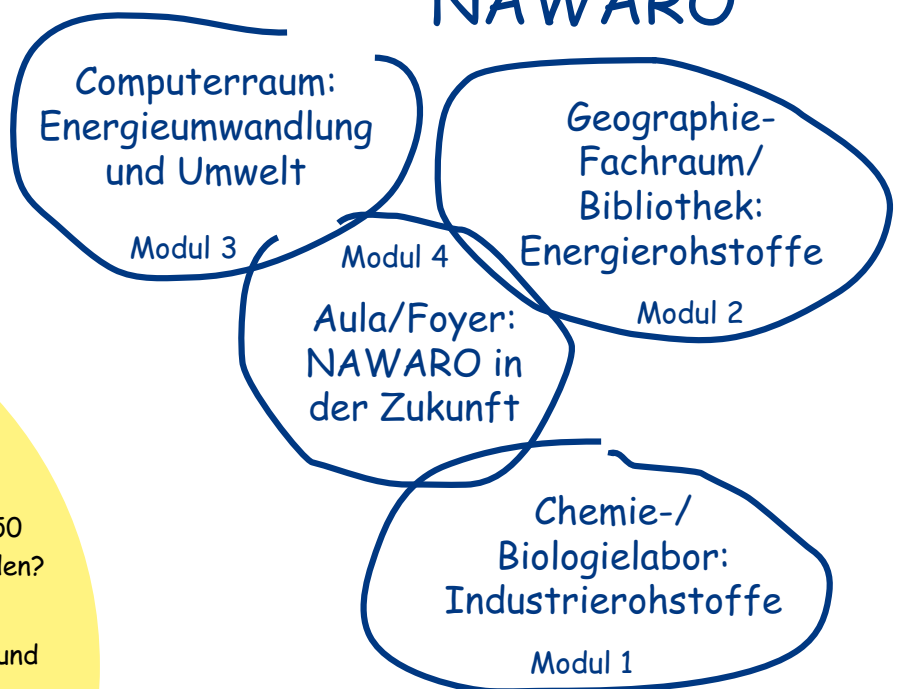 NAWARO
Computerraum:
Energieumwandlung
und Umwelt
Modul 3
Geographie-
Fachraum/
Bibliothek:
Energierohstoffe
Modul 2
Modul 4
Aula/Foyer:
NAWARO in
der Zukunft
Chemie-/
Biologielabor:
Industrierohstoffe
Modul 1
und